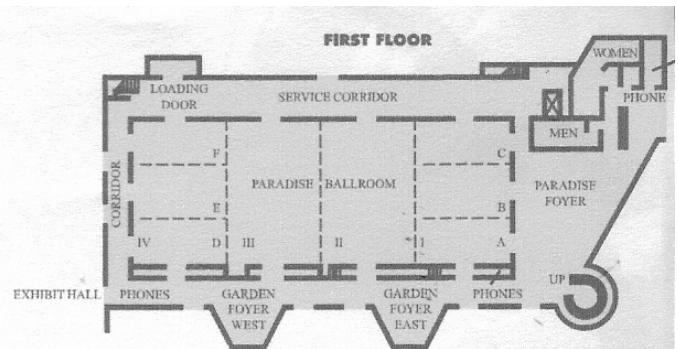 FIRST FLOOR
WOMEN
LOADING
DOOR
SERVICE CORRIDOR
PHONE
MEN
F
C
PARADISE BALLROOM
PARADISE
FOYER
CORRIDOR
E
B
IV
D
III
II
I
A
UP
EXHIBIT HALL
PHONES
GARDEN
FOYER
WEST
GARDEN
FOYER
EAST
PHONES